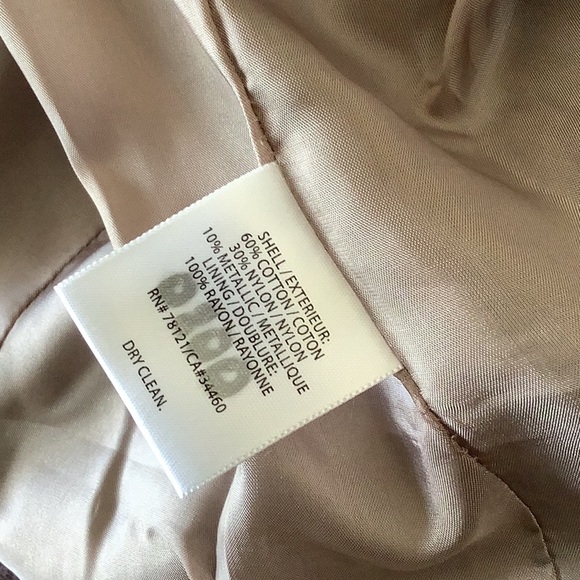 SHELL/EXTERIEUR:
60% COTTON/COTON
30% NYLON/NYLON
10% METALLIC/METALLIQUE
LINING/DOUBLURE:
100% RAYON/RAYONNE
RN# 78121/CA#34460
DRY CLEAN.